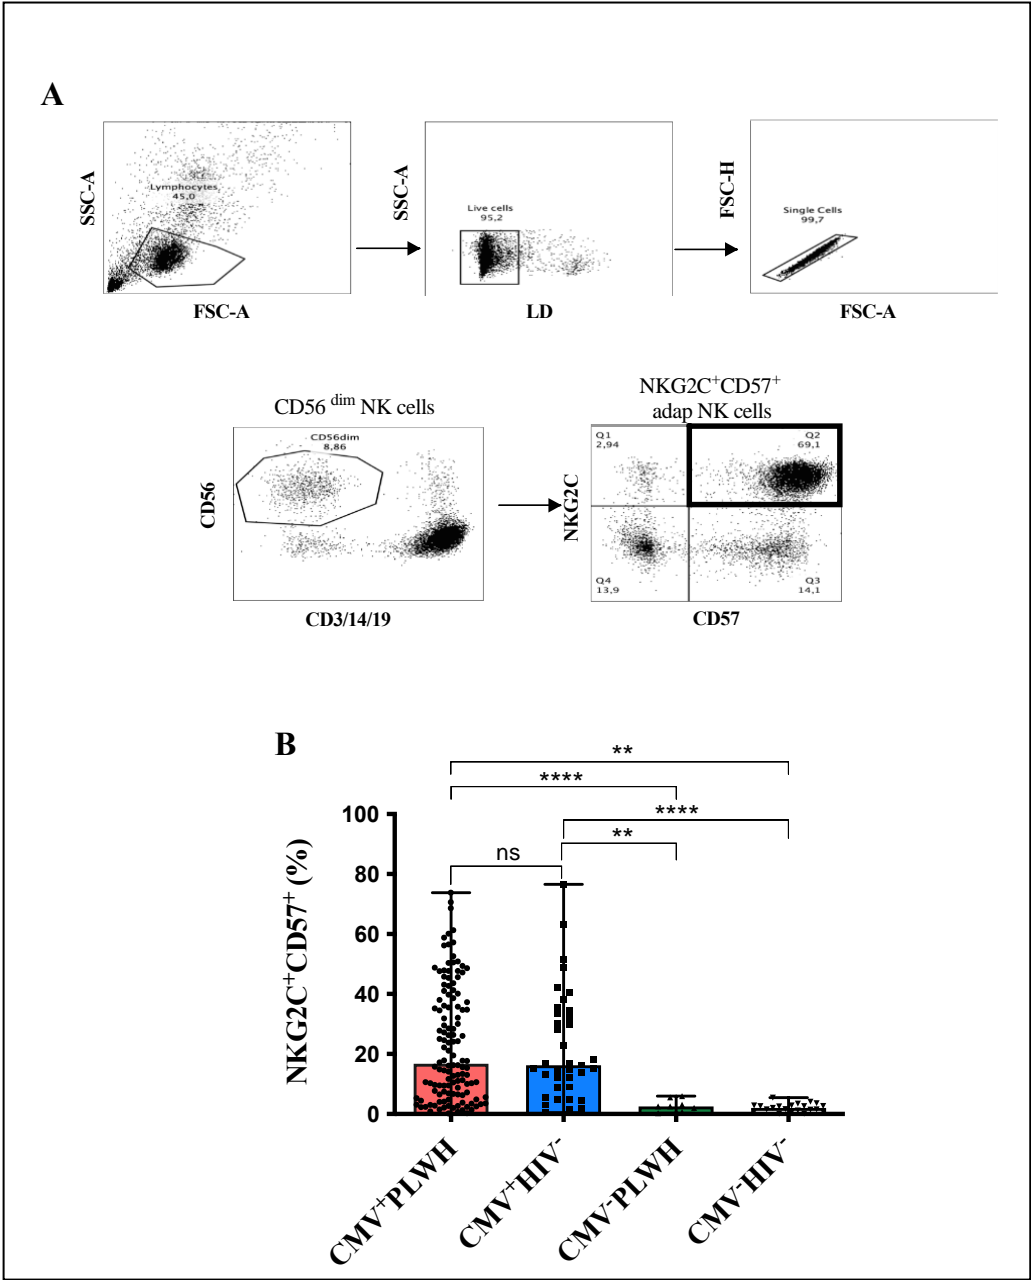 A
SSC-A
Lymphocytes
45,0
FSC-A
SSC-A
Live cells
95,2
LD
FSC-H
Single Cells
99,7
FSC-A
CD56 dim NK cells
CD56
CD56dim
8,86
CD3/14/19
NKG2C+CD57+
adap NK cells
NKG2C
Q1
2,94
Q2
69,1
Q4
13,9
Q3
14,1
CD57
B
**
****
****
**
ns
NKG2C+CD57+ (%)
100
80
60
40
20
0
CMV+PLWH
CMV+HIV-
CMV-PLWH
CMV-HIV-